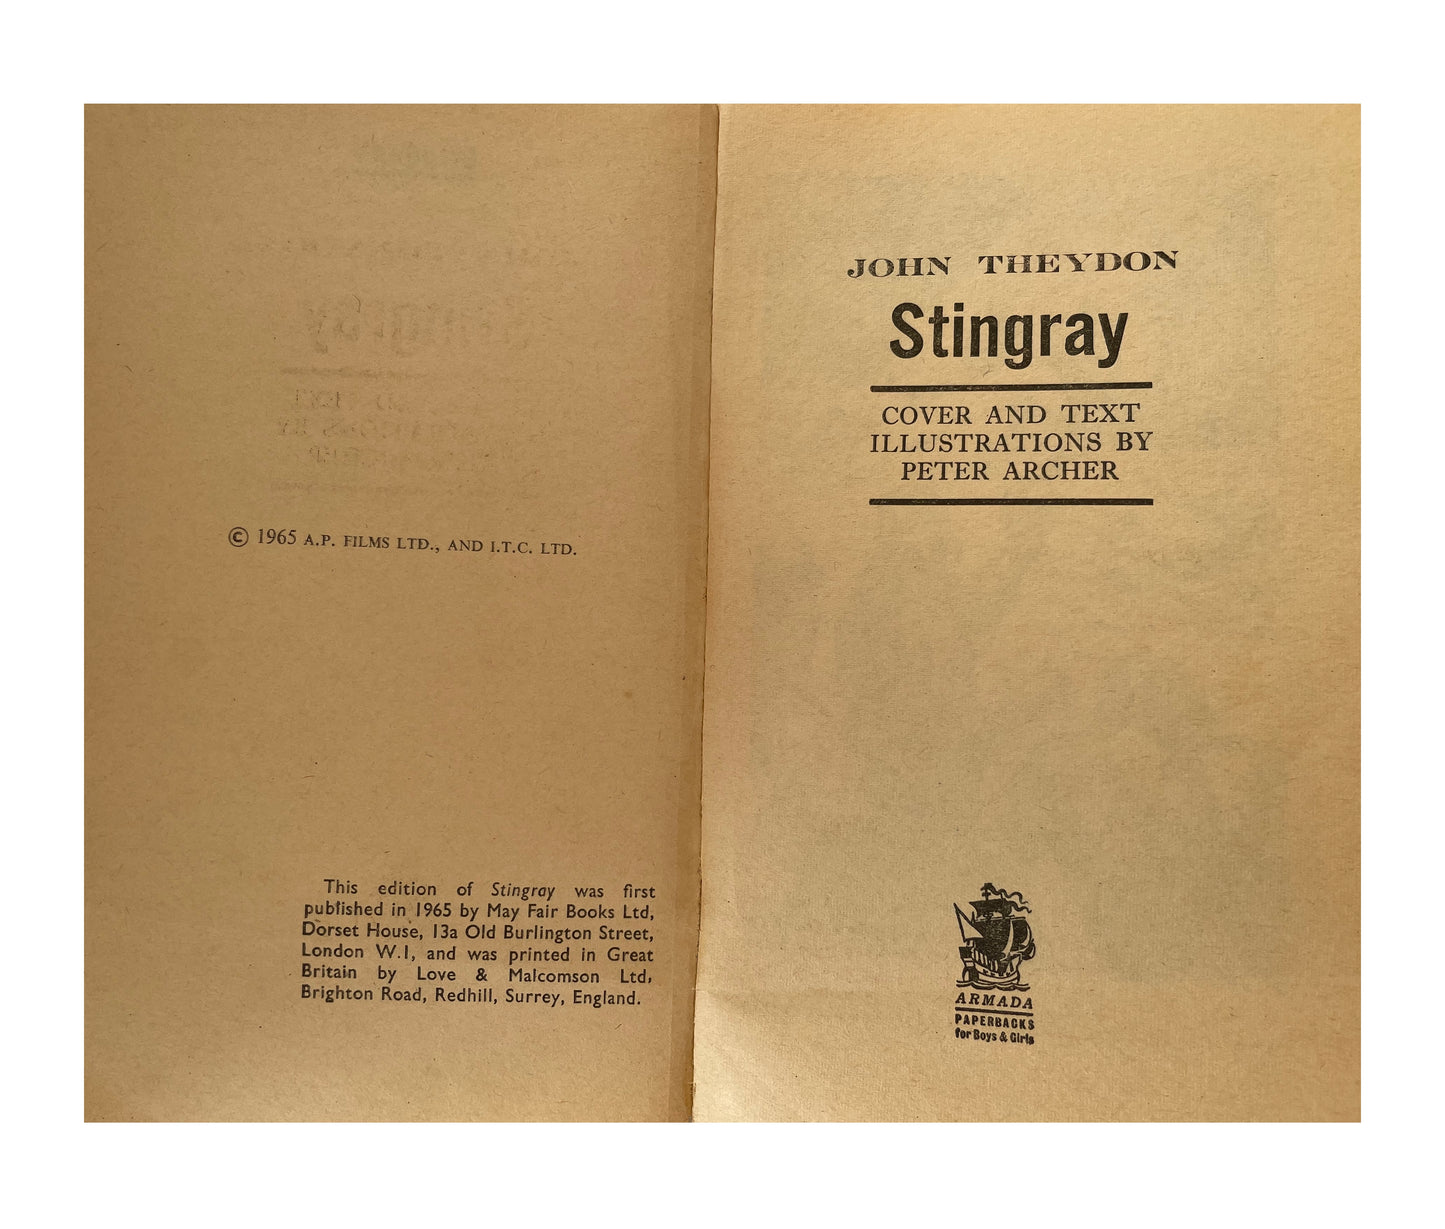 © 1965 A.P. FILMS LTD., AND I.T.C. LTD.
This edition of Stingray was first
published in 1965 by May Fair Books Ltd,
Dorset House, 13a Old Burlington Street,
London W.1, and was printed in Great
Britain by Love & Malcomson Ltd,
Brighton Road, Redhill, Surrey, England.
JOHN THEYDON
Stingray
COVER AND TEXT
ILLUSTRATIONS BY
PETER ARCHER
ARMADA
PAPERBACKS
for Boys & Girls